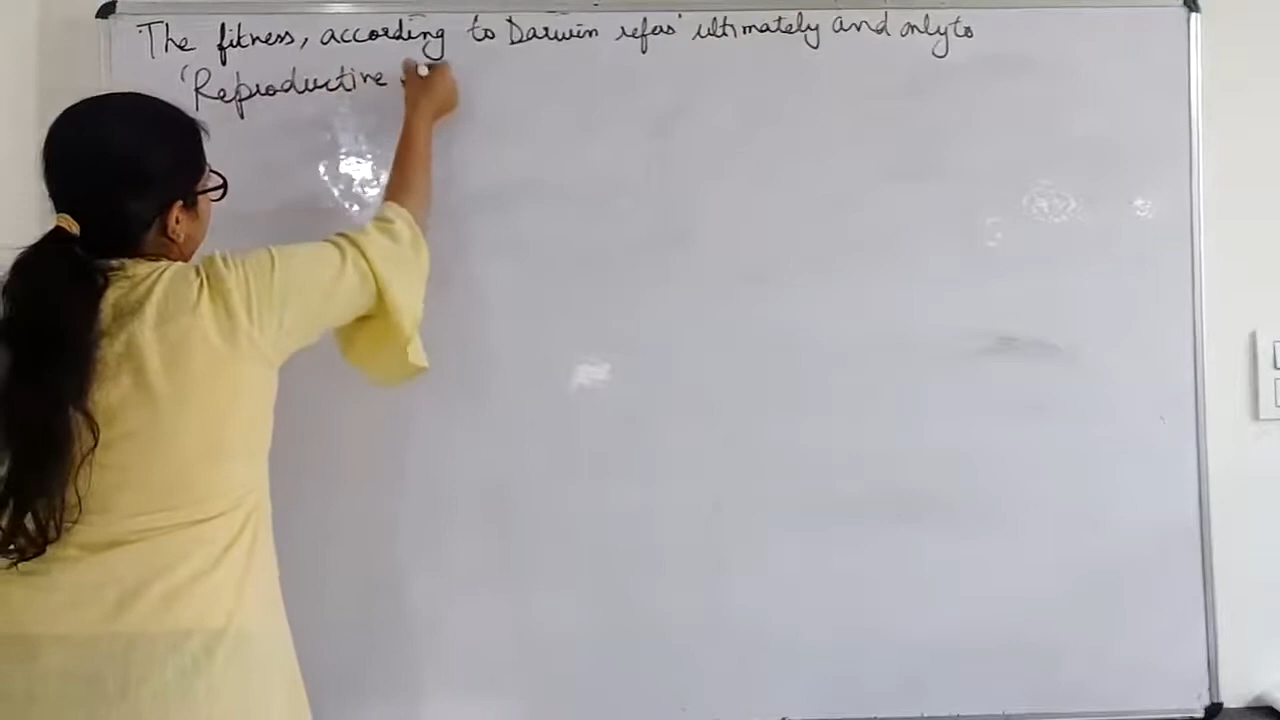 The fitness, according to Darwin refers ultimately and only to
'Reproductive